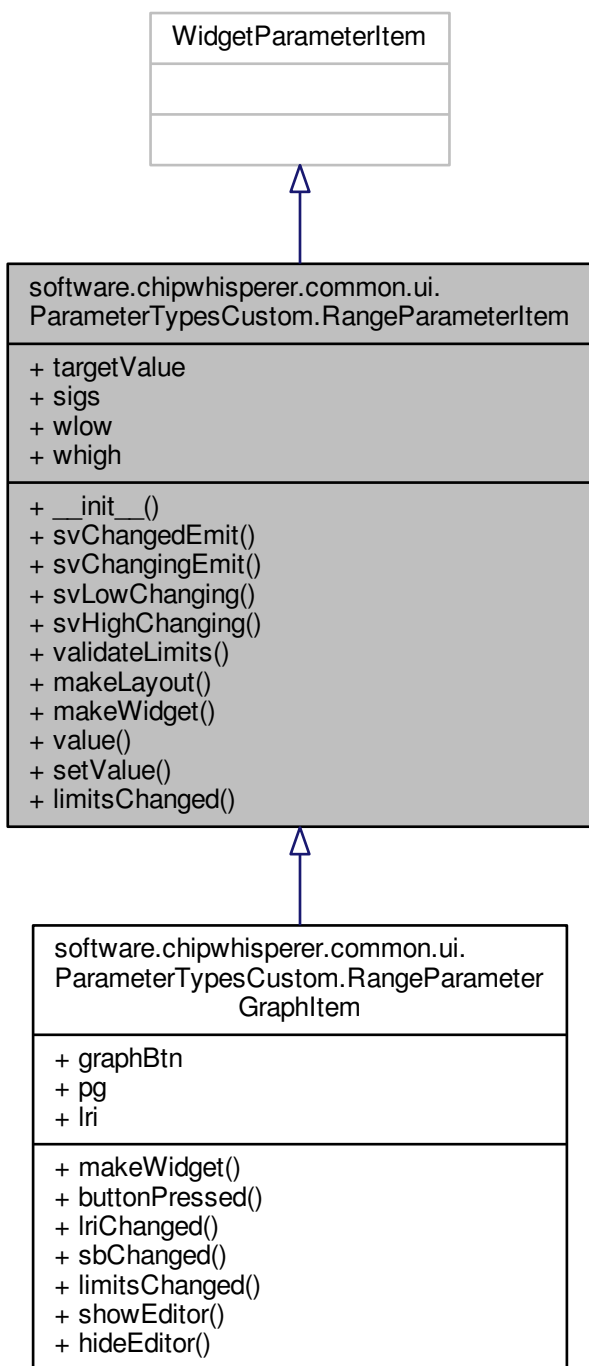 WidgetParameterItem
software.chipwhisperer.common.ui.
ParameterTypesCustom.RangeParameterItem
+ targetValue
+ sigs
+ wlow
+ whigh
+ __init__()
+ svChangedEmit()
+ svChangingEmit()
+ svLowChanging()
+ svHighChanging()
+ validateLimits()
+ makeLayout()
+ makeWidget()
+ value()
+ setValue()
+ limitsChanged()
software.chipwhisperer.common.ui.
ParameterTypesCustom.RangeParameter
GraphItem
+ graphBtn
+ pg
+ lri
+ makeWidget()
+ buttonPressed()
+ lriChanged()
+ sbChanged()
+ limitsChanged()
+ showEditor()
+ hideEditor()